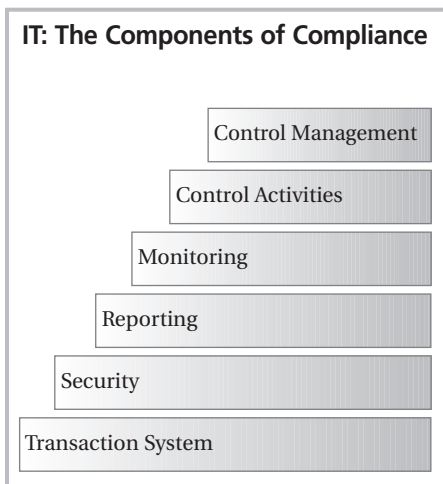 IT: The Components of Compliance
Control Management
Control Activities
Monitoring
Reporting
Security
Transaction System